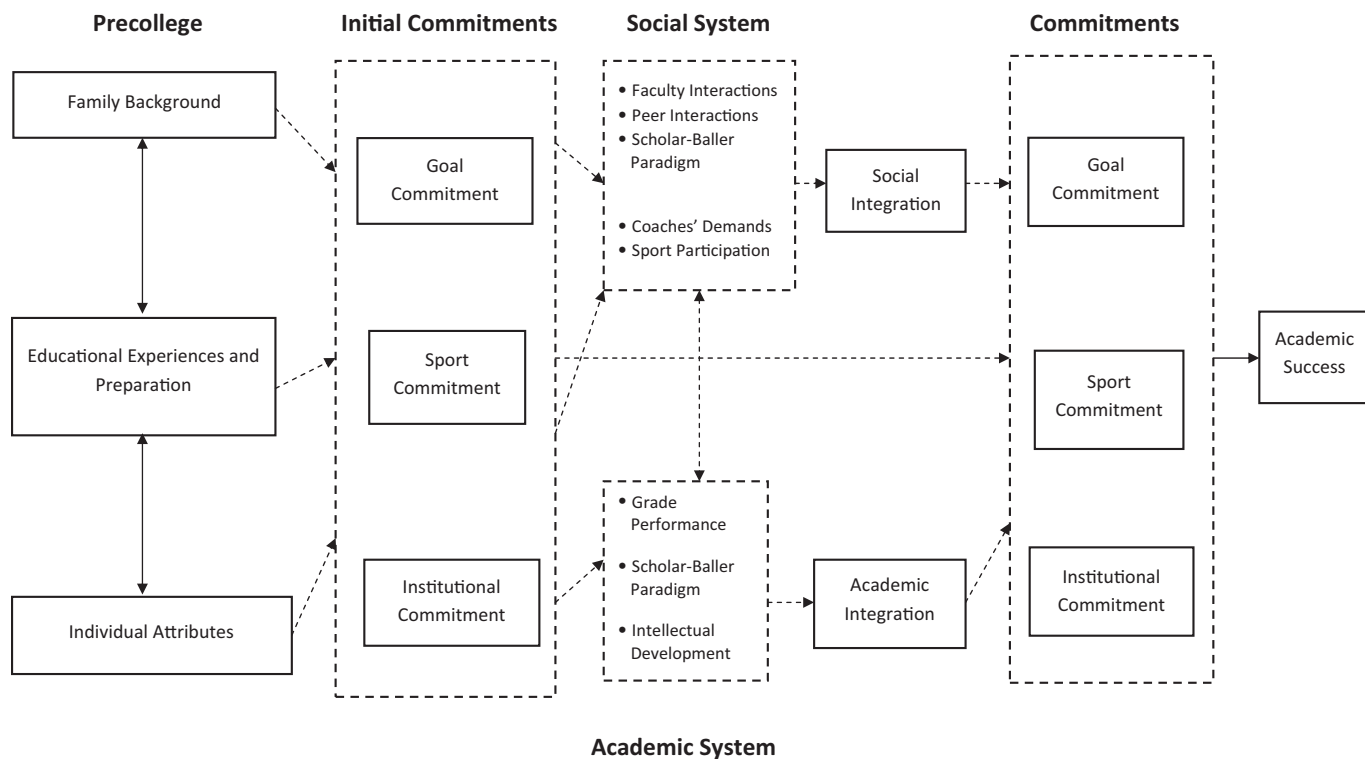 Precollege
Initial Commitments
Social System
Commitments
Family Background
Educational Experiences and
Preparation
Individual Attributes
Goal
Commitment
Sport
Commitment
Institutional
Commitment
• Faculty Interactions
• Peer Interactions
• Scholar-Baller
Paradigm
• Coaches’ Demands
• Sport Participation
• Grade
Performance
• Scholar-Baller
Paradigm
• Intellectual
Development
Social
Integration
Academic
Integration
Goal
Commitment
Sport
Commitment
Institutional
Commitment
Academic
Success
Academic System